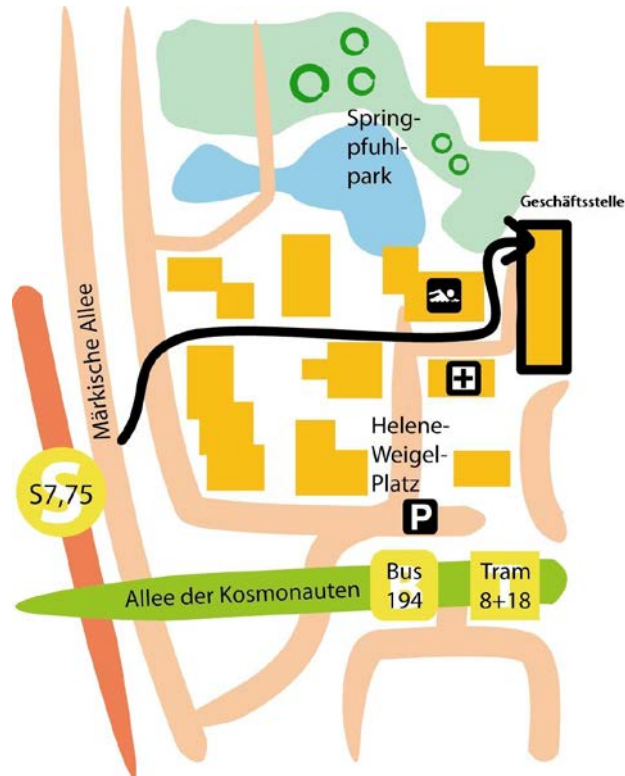 Spring-
pfuhl-
park
Geschäftsstelle
Märkische Allee
S
S7,75
Helene-
Weigel-
Platz
P
Allee der Kosmonauten
Bus
194
Tram
8+18